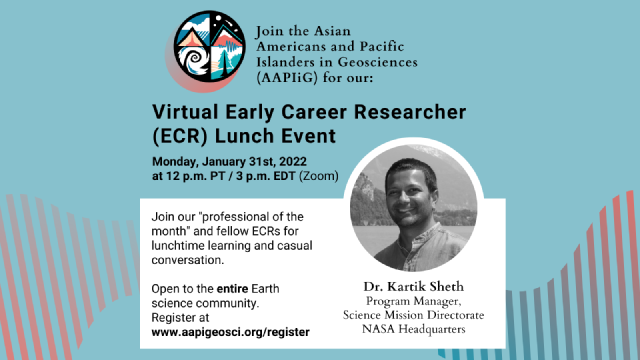 Join the Asian
Americans and Pacific
Islanders in Geosciences
(AAPIiG) for our:
Virtual Early Career Researcher
(ECR) Lunch Event
Monday, January 31st, 2022
at 12 p.m. PT / 3 p.m. EDT (Zoom)
Join our "professional of the
month" and fellow ECRs for
lunchtime learning and casual
conversation.
Open to the entire Earth
science community.
Register at
www.aapigeosci.org/register
Dr. Kartik Sheth
Program Manager,
Science Mission Directorate
NASA Headquarters